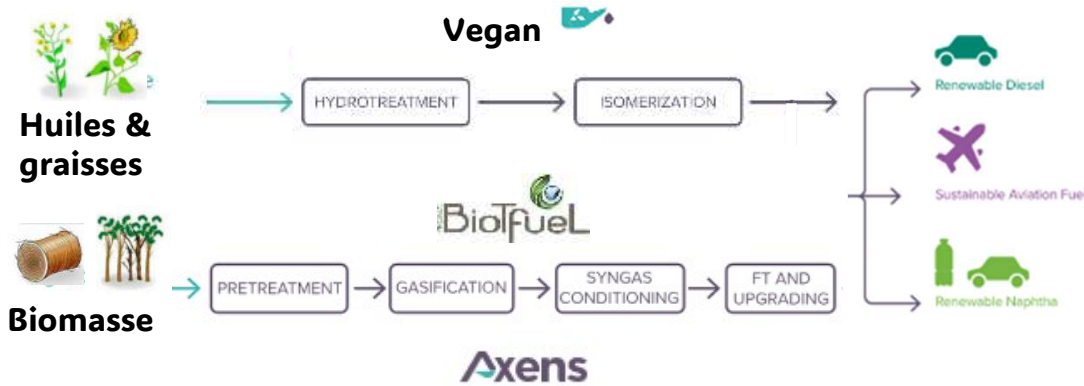 Vegan
HYDROTREATMENT
ISOMERIZATION
Huiles &
graisses
Renewable Diesel
Sustainable Aviation Fuel
BioTfueL
PRETREATMENT
GASIFICATION
SYNGAS
CONDITIONING
FT AND
UPGRADING
Renewable Naphtha
Biomasse
Axens